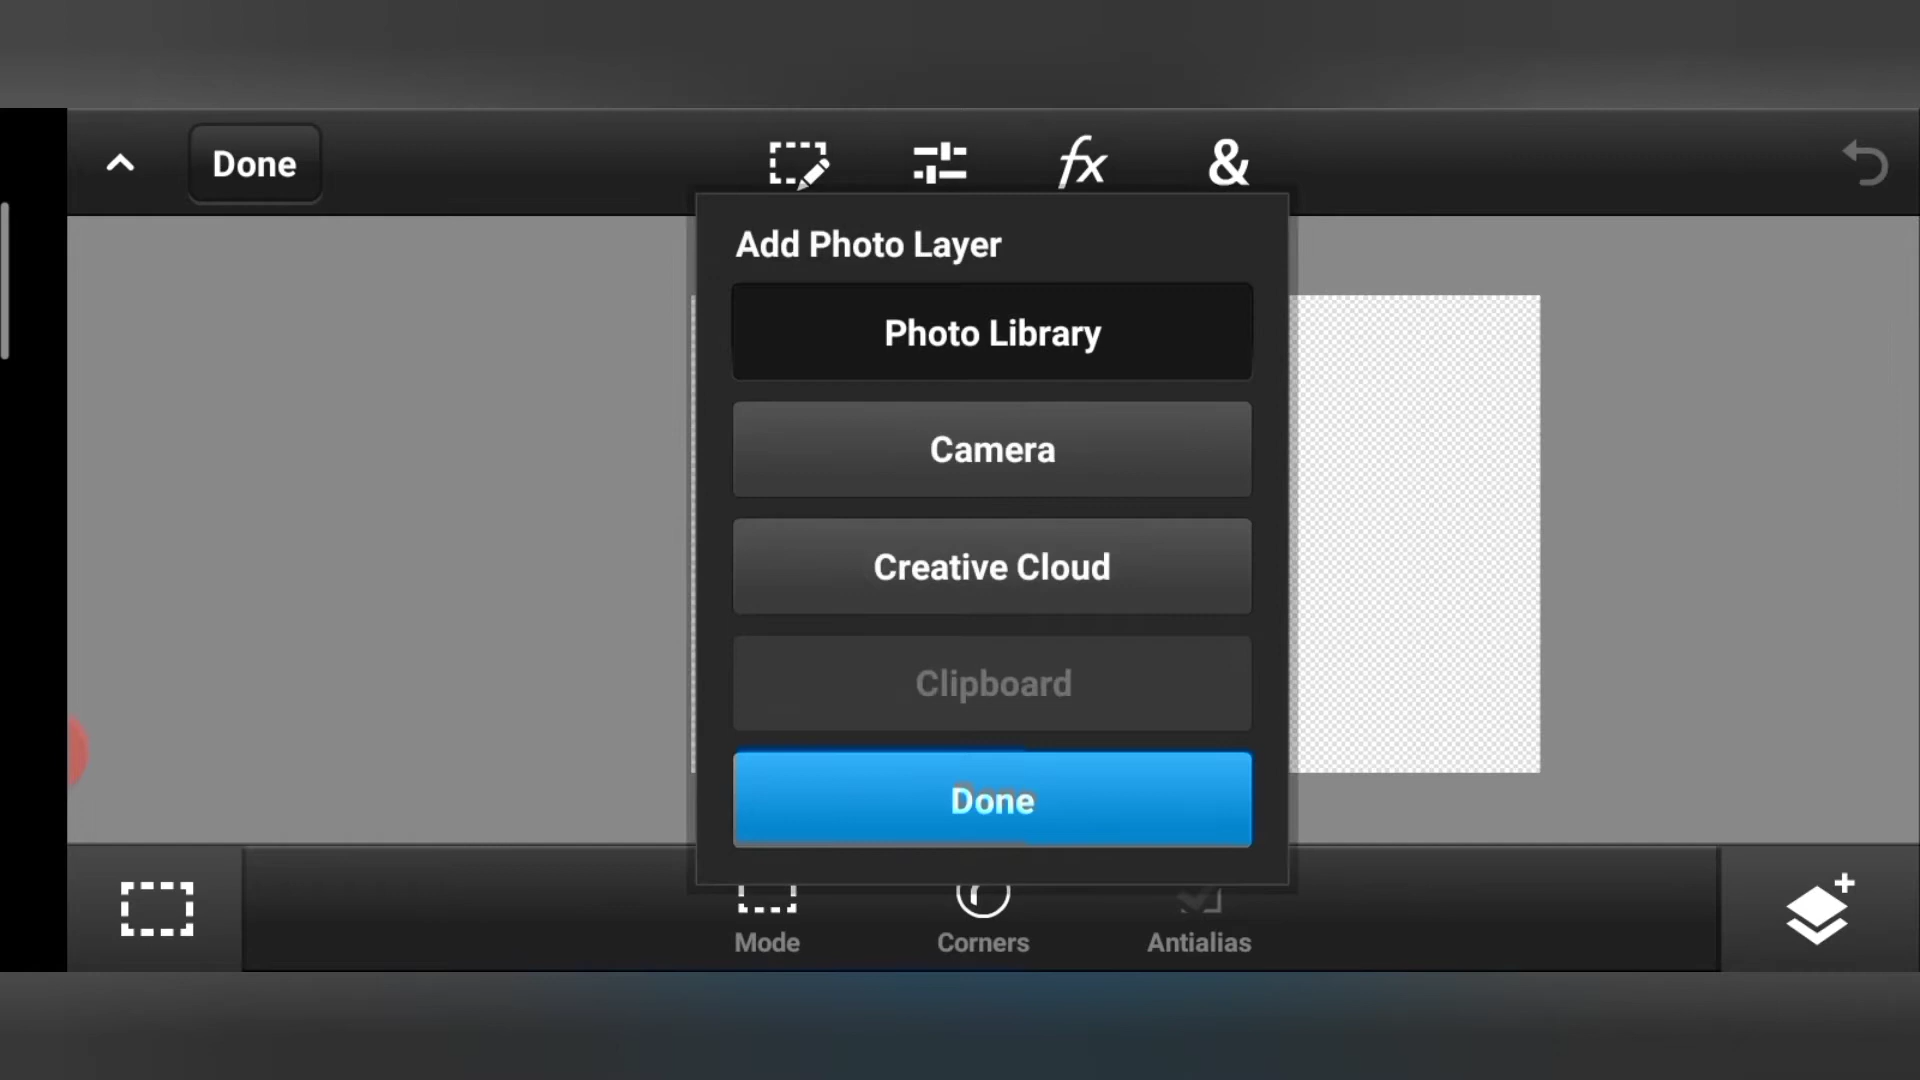 Done
fx
&
Add Photo Layer
Photo Library
Camera
Creative Cloud
Clipboard
Done
Mode
Corners
Antialias